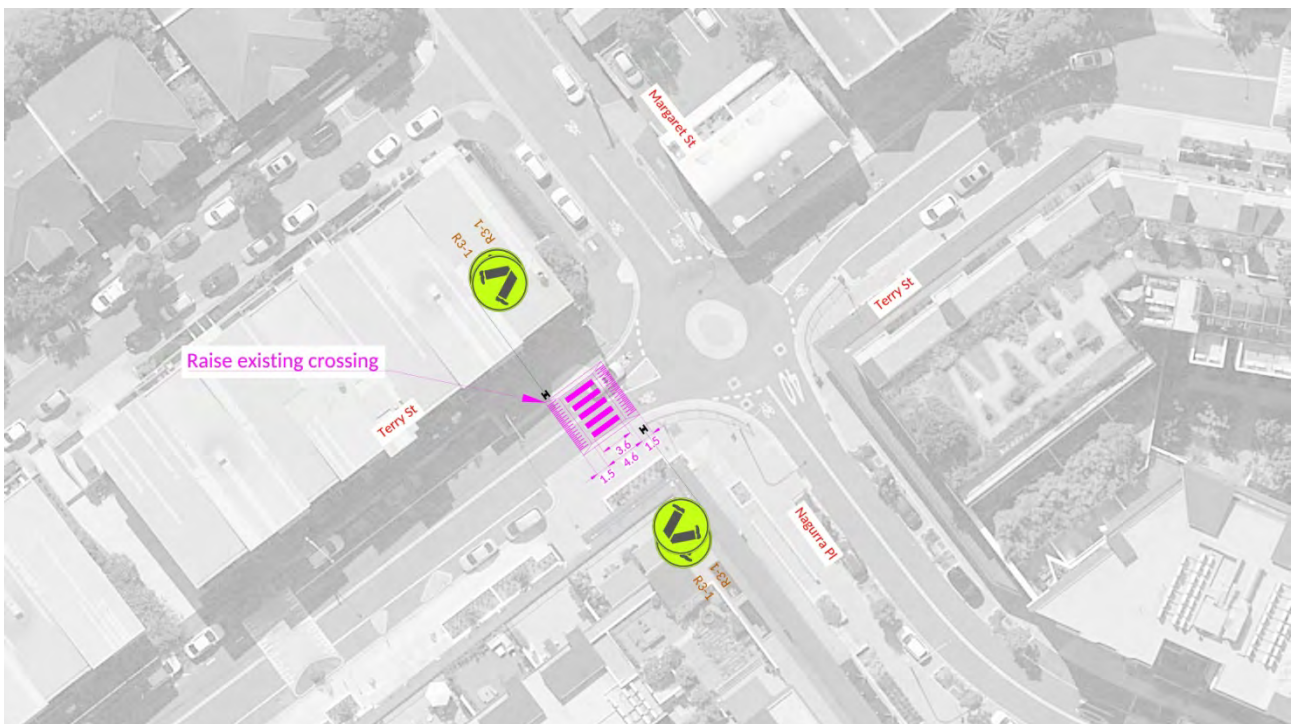 Margaret St
R3-1
R3-1
Terry St
Raise existing crossing
Terry St
40
3.6
1.5
4.6
1.5
Nagurra Pl
R3-1
R3-1